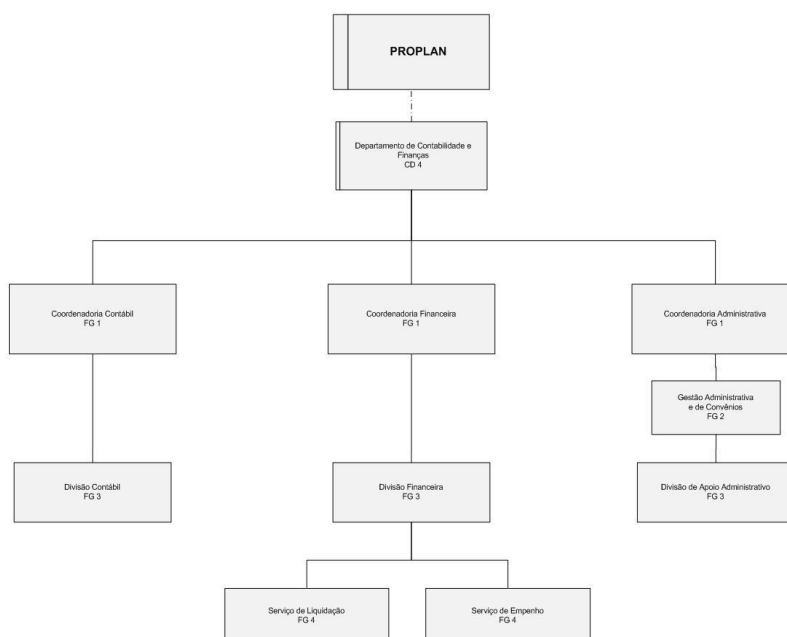 PROPLAN
Departamento de Contabilidade e
Finanças
CD 4
Coordenadoria Contábil
FG 1
Coordenadoria Financeira
FG 1
Coordenadoria Administrativa
FG 1
Gestão Administrativa
e de Convênios
FG 2
Divisão Contábil
FG 3
Divisão Financeira
FG 3
Divisão de Apoio Administrativo
FG 3
Serviço de Liquidação
FG 4
Serviço de Empenho
FG 4